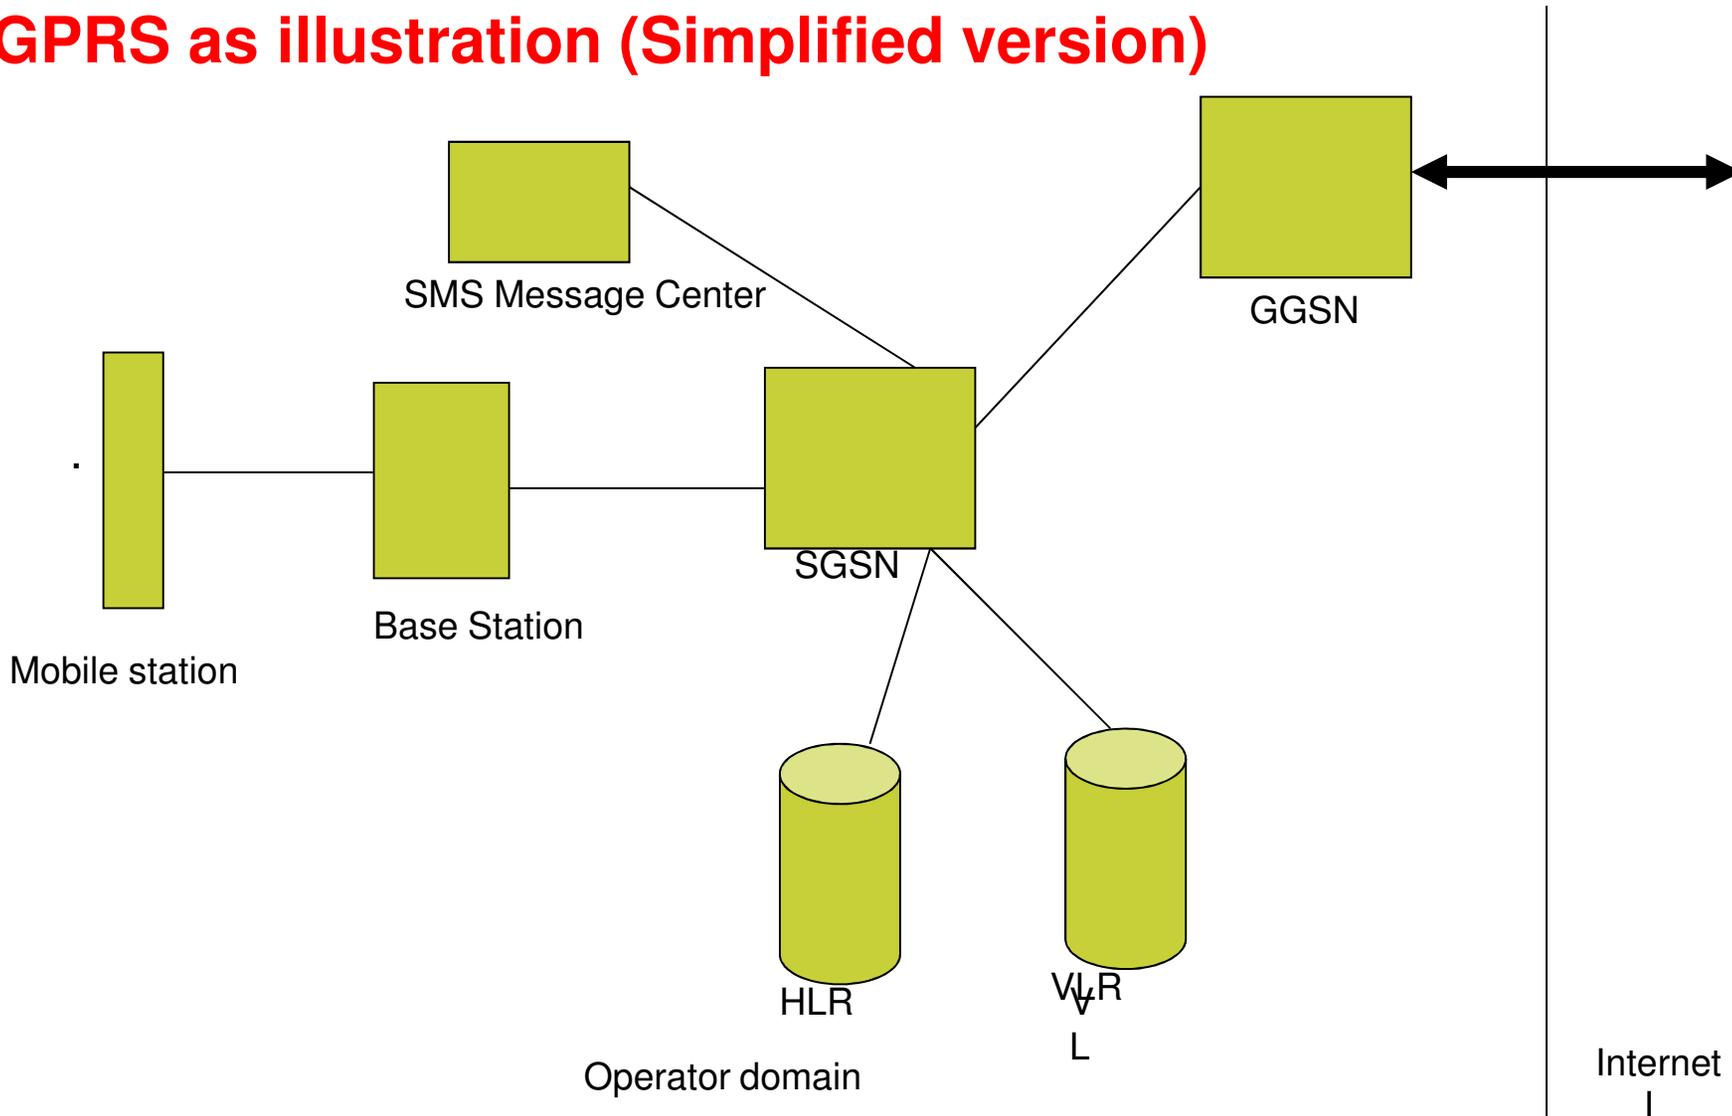 GPRS as illustration (Simplified version)
SMS Message Center
GGSN
.
SGSN
Base Station
Mobile station
HLR
VLR
V
L
Operator domain
Internet